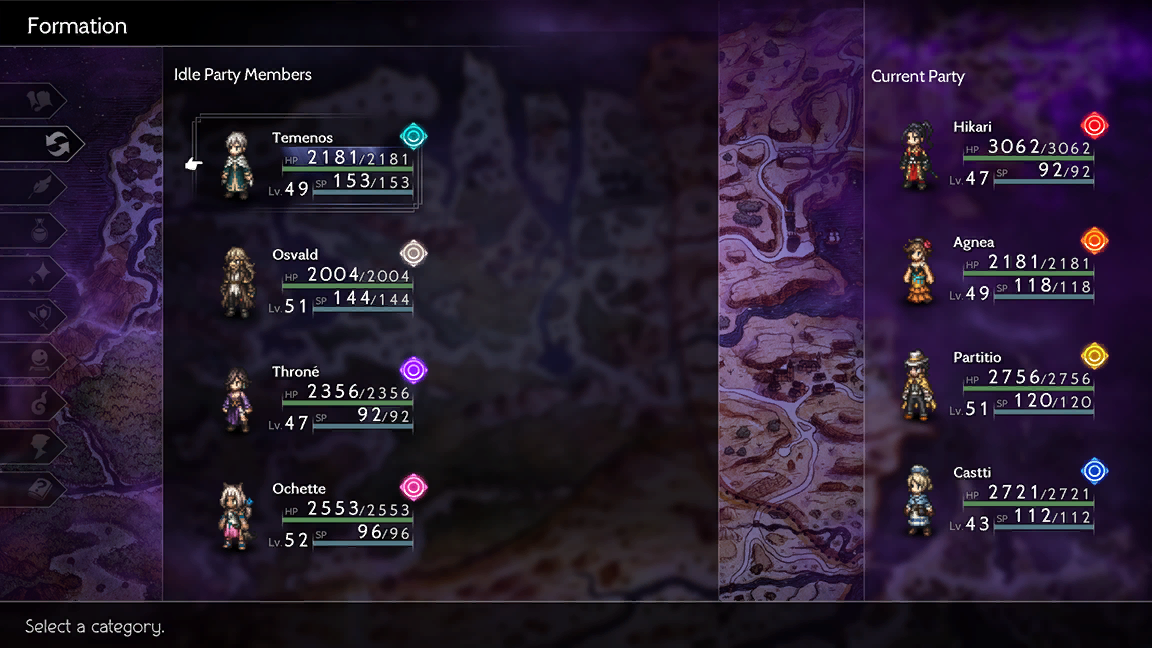 Formation
Idle Party Members
Temenos
HP 2181/2181
Lv.49 SP 153/153
Osvald
HP 2004/2004
Lv.51 SP 144/144
Throné
HP 2356/2356
Lv.47 SP 92/92
Ochette
HP 2553/2553
Lv.52 SP 96/96
Current Party
Hikari
HP 3062/3062
Lv.47 SP 92/92
Agnea
HP 2181/2181
Lv.49 SP 118/118
Partitio
HP 2756/2756
Lv.51 SP 120/120
Castti
HP 2721/2721
Lv.43 SP 112/112
Select a category.